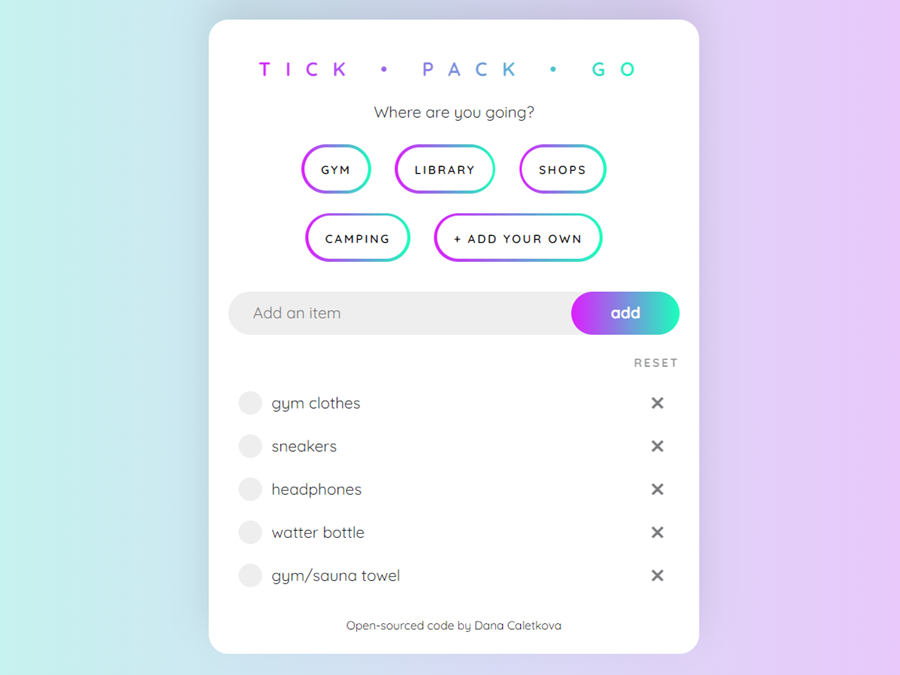 TICK • PACK • GO
Where are you going?
GYM LIBRARY SHOPS
CAMPING + ADD YOUR OWN
Add an item add
RESET
gym clothes ✕
sneakers ✕
headphones ✕
watter bottle ✕
gym/sauna towel ✕
Open-sourced code by Dana Caletkova